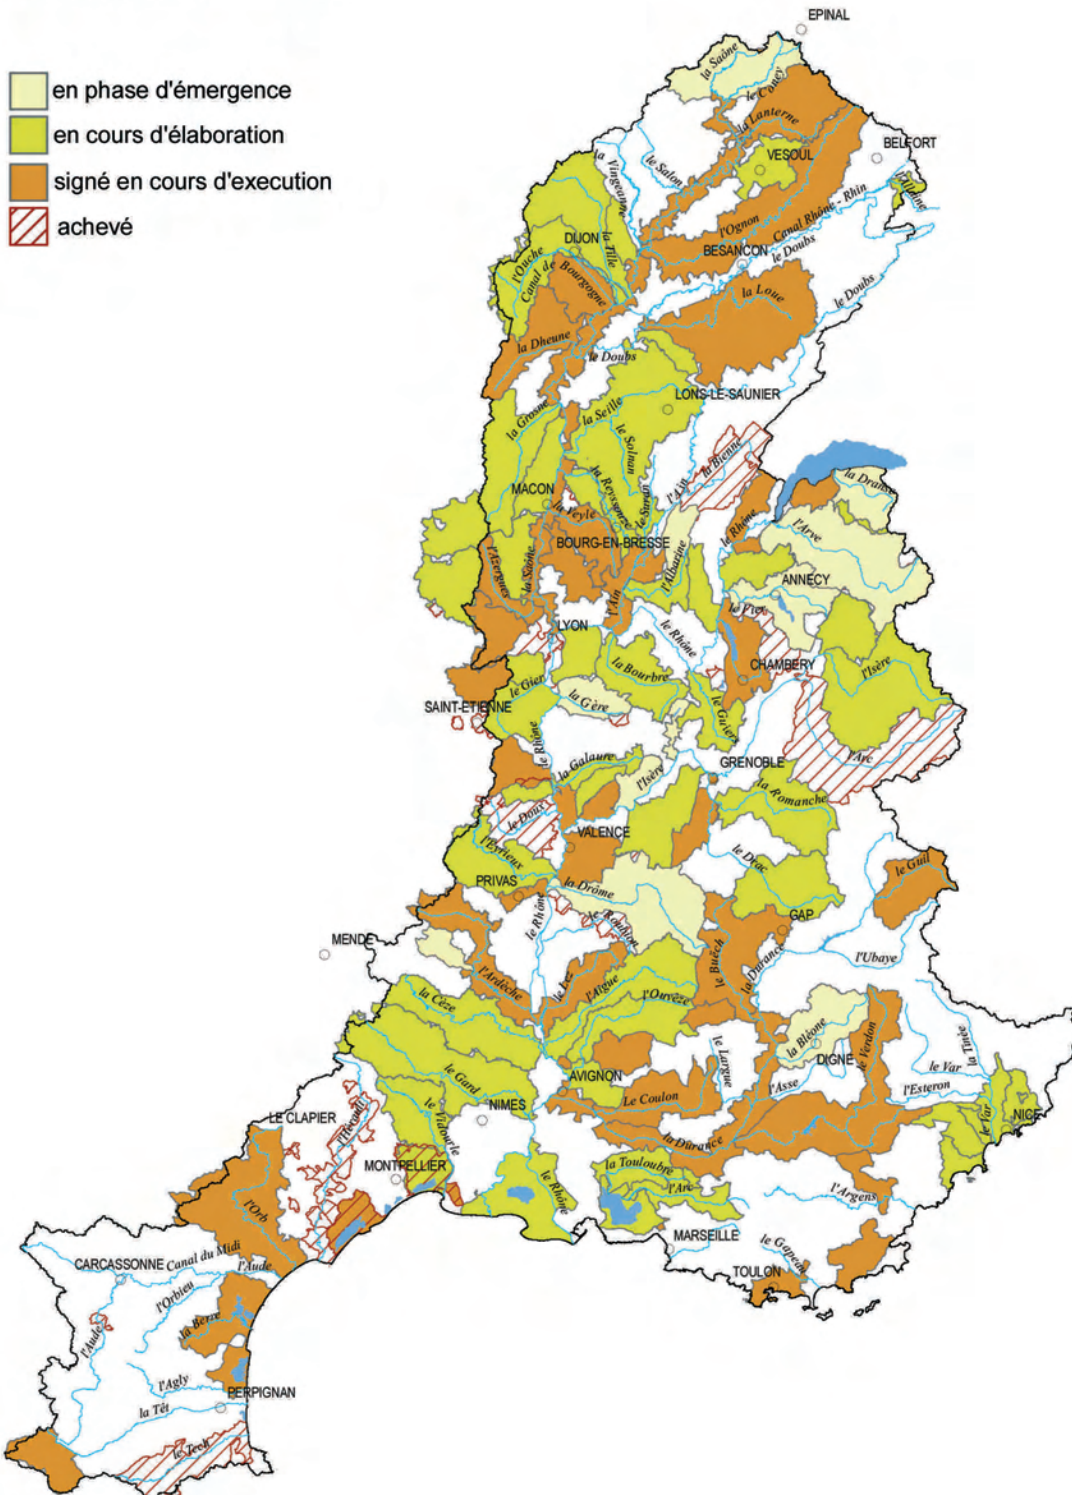 EPINAL
en phase d'émergence
en cours d'élaboration
signé en cours d'execution
achevé
la Saône
le Coney
la Lanterne
VESOUL
BELFORT
l'Allaine
la Vingeanne
le Salon
l'Ognon
Canal Rhône - Rhin
BESANCON
le Doubs
le Doubs
DIJON
la Tille
l'Ouche
Canal de
Bourgogne
la Loue
la Dheune
le Doubs
LONS-LE-SAUNIER
la Grosne
la Seille
le Solnan
la Bienne
la Reyssouze
le Suran
l'Ain
MACON
la Veyle
BOURG-EN-BRESSE
la Dranse
l'Arve
le Rhône
l'Albarine
ANNECY
l'Azergues
la Saône
l'Ain
le Fier
LYON
le Rhône
CHAMBERY
l'Isère
la Bourbre
le Gier
SAINT-ETIENNE
la Gère
le Guiers
le Rhône
GRENOBLE
l'Arc
la Galaure
l'Isère
la Romanche
le Doux
VALENCE
l'Eyrieux
le Drac
le Guil
PRIVAS
la Drôme
GAP
le Rhône
le Roubion
MENDE
le Buëch
la Durance
l'Ubaye
l'Ardèche
le Lez
l'Aigue
l'Ouvèze
la Cèze
la Bléone
DIGNE
le Verdon
la Tinée
le Largue
le Var
l'Esteron
l'Asse
AVIGNON
Le Coulon
le Gard
NIMES
le Vidourle
LE CLAPIER
l'Hérault
le Var
NICE
la Durance
MONTPELLIER
la Touloubre
l'Arc
le Rhône
l'Argens
l'Orb
MARSEILLE
le Gapeau
TOULON
CARCASSONNE
Canal du Midi
l'Aude
l'Orbieu
la Berre
l'Aude
l'Agly
PERPIGNAN
la Têt
le Tech